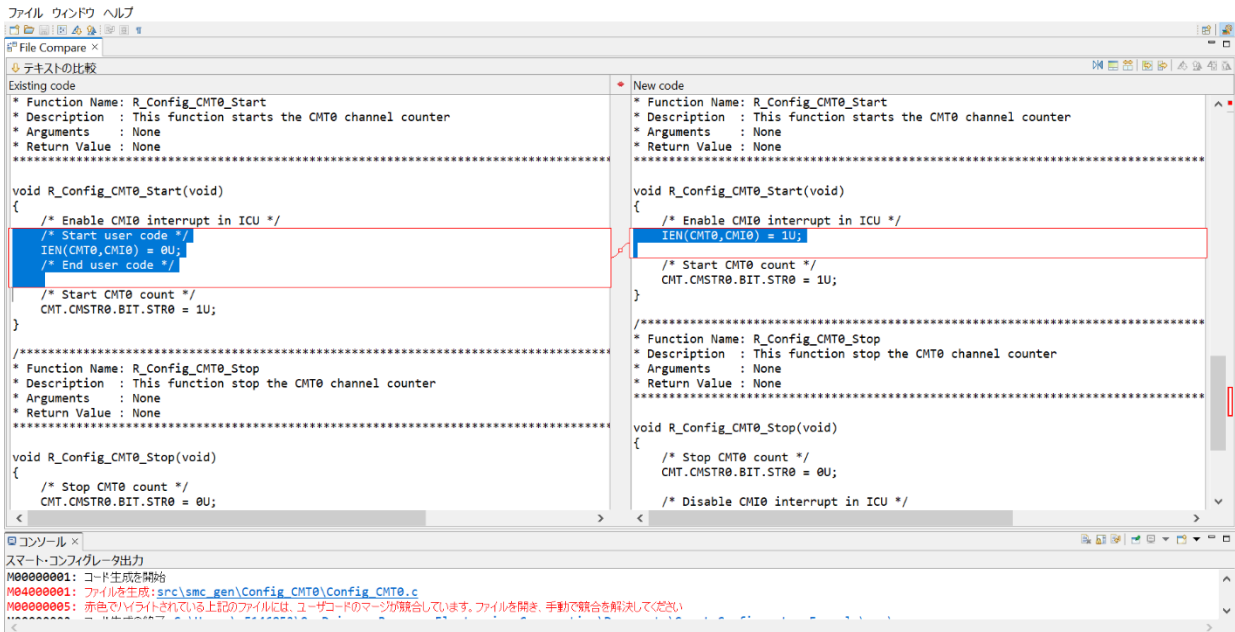 ファイル ウィンドウ ヘルプ
File Compare ×
テキストの比較
Existing code
* Function Name: R_Config_CMT0_Start
* Description  : This function starts the CMT0 channel counter
* Arguments    : None
* Return Value : None
***********************************************************************************
void R_Config_CMT0_Start(void)
{
    /* Enable CMI0 interrupt in ICU */
    /* Start user code */
    IEN(CMT0,CMI0) = 0U;
    /* End user code */
    /* Start CMT0 count */
    CMT.CMSTR0.BIT.STR0 = 1U;
}
/**********************************************************************************
* Function Name: R_Config_CMT0_Stop
* Description  : This function stop the CMT0 channel counter
* Arguments    : None
* Return Value : None
***********************************************************************************
void R_Config_CMT0_Stop(void)
{
    /* Stop CMT0 count */
    CMT.CMSTR0.BIT.STR0 = 0U;
New code
* Function Name: R_Config_CMT0_Start
* Description  : This function starts the CMT0 channel counter
* Arguments    : None
* Return Value : None
***********************************************************************************
void R_Config_CMT0_Start(void)
{
    /* Enable CMI0 interrupt in ICU */
    IEN(CMT0,CMI0) = 1U;
    /* Start CMT0 count */
    CMT.CMSTR0.BIT.STR0 = 1U;
}
/**********************************************************************************
* Function Name: R_Config_CMT0_Stop
* Description  : This function stop the CMT0 channel counter
* Arguments    : None
* Return Value : None
***********************************************************************************
void R_Config_CMT0_Stop(void)
{
    /* Stop CMT0 count */
    CMT.CMSTR0.BIT.STR0 = 0U;
    /* Disable CMI0 interrupt in ICU */
コンソール ×
スマート・コンフィグレータ出力
M00000001: コード生成を開始
M04000001: ファイルを生成:src\smc_gen\Config_CMT0\Config_CMT0.c
M00000005: 赤色でハイライトされている上記のファイルには、ユーザコードのマージが競合しています。ファイルを開き、手動で競合を解決してください